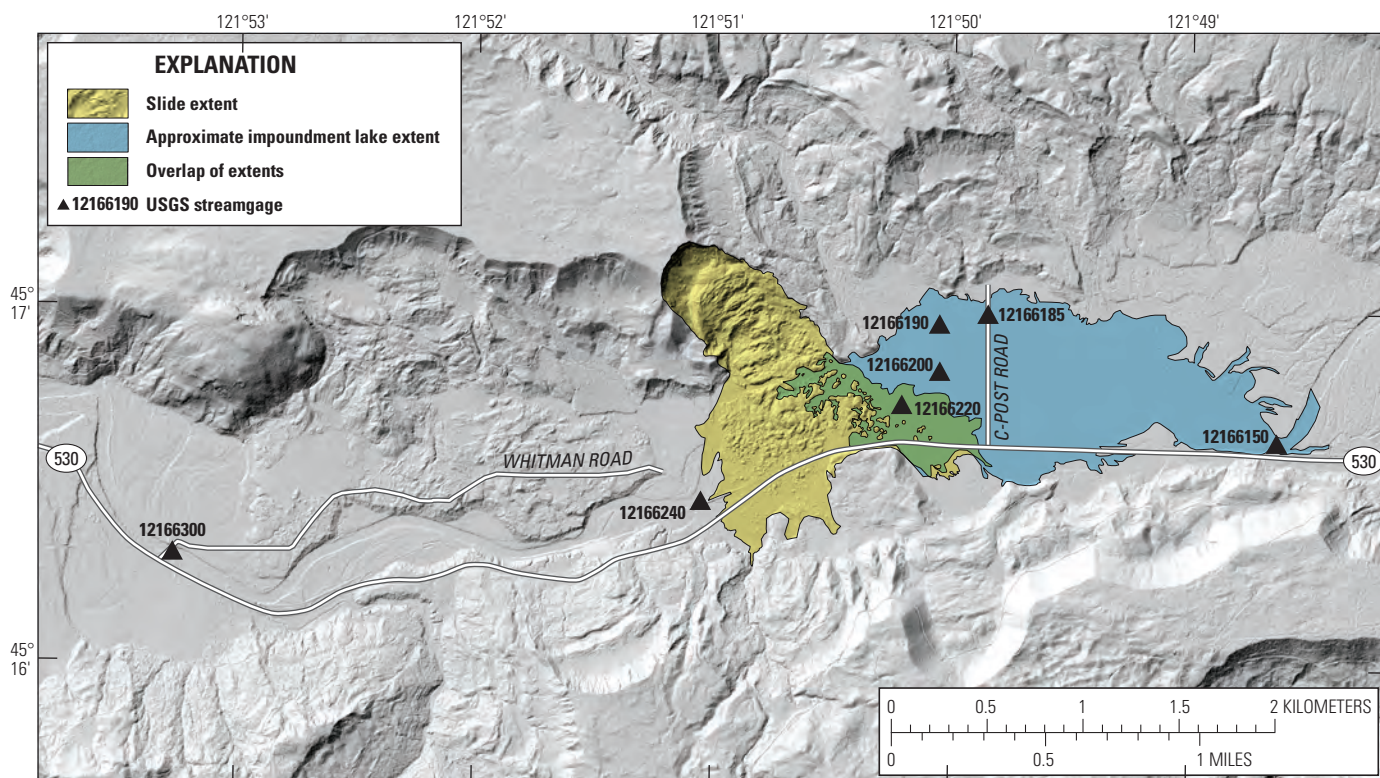 121°53' 121°52' 121°51' 121°50' 121°49'
EXPLANATION
Slide extent
Approximate impoundment lake extent
Overlap of extents
12166190 USGS streamgage
45°
17'
12166190
12166185
12166200
C-POST ROAD
12166220
12166150
530
WHITMAN ROAD
530
12166240
12166300
45°
16'
0 0.5 1 1.5 2 KILOMETERS
0 0.5 1 MILES